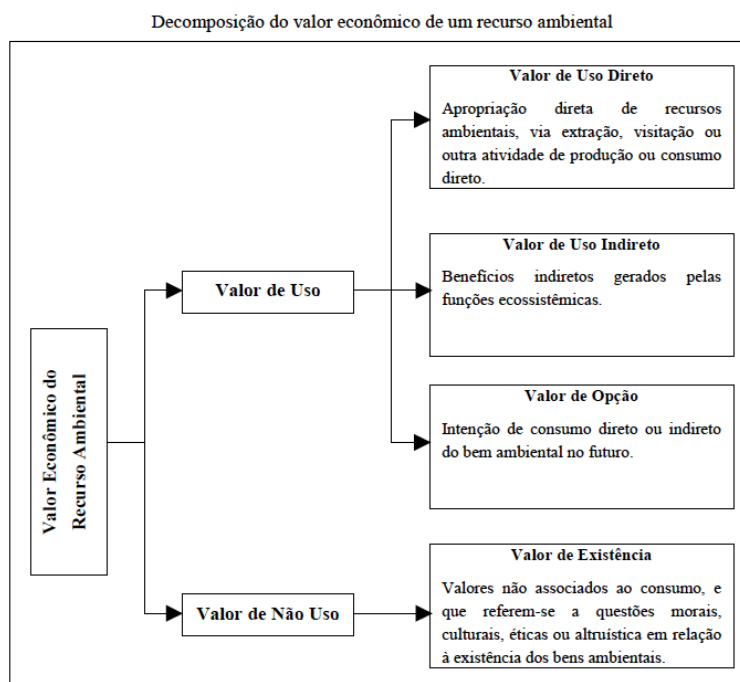 Decomposição do valor econômico de um recurso ambiental
Valor Econômico do
Recurso Ambiental
Valor de Uso
Valor de Uso Direto
Apropriação direta de recursos
ambientais, via extração, visitação ou
outra atividade de produção ou consumo
direto.
Valor de Uso Indireto
Benefícios indiretos gerados pelas
funções ecossistêmicas.
Valor de Opção
Intenção de consumo direto ou indireto
do bem ambiental no futuro.
Valor de Não Uso
Valor de Existência
Valores não associados ao consumo, e
que referem-se a questões morais,
culturais, éticas ou altruística em relação
à existência dos bens ambientais.